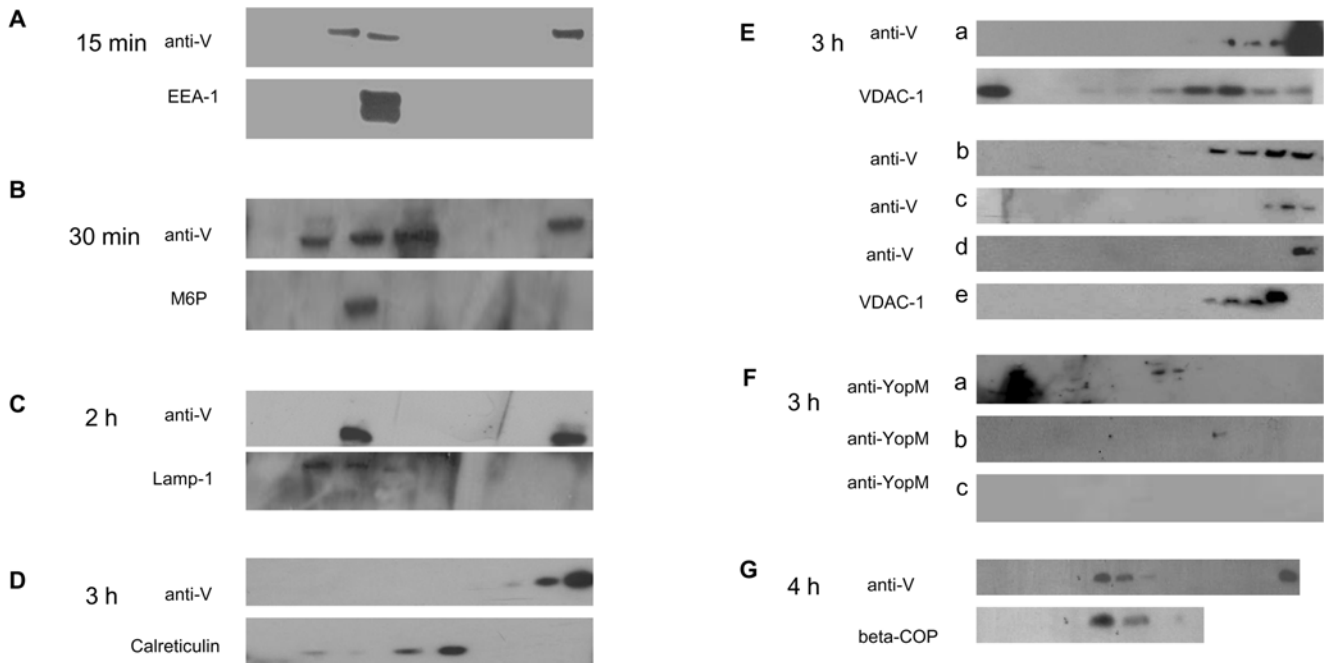 A
15 min
anti-V
EEA-1
B
30 min
anti-V
M6P
C
2 h
anti-V
Lamp-1
D
3 h
anti-V
Calreticulin
E
3 h
anti-V
a
VDAC-1
anti-V
b
anti-V
c
anti-V
d
VDAC-1
e
F
3 h
anti-YopM
a
anti-YopM
b
anti-YopM
c
G
4 h
anti-V
beta-COP